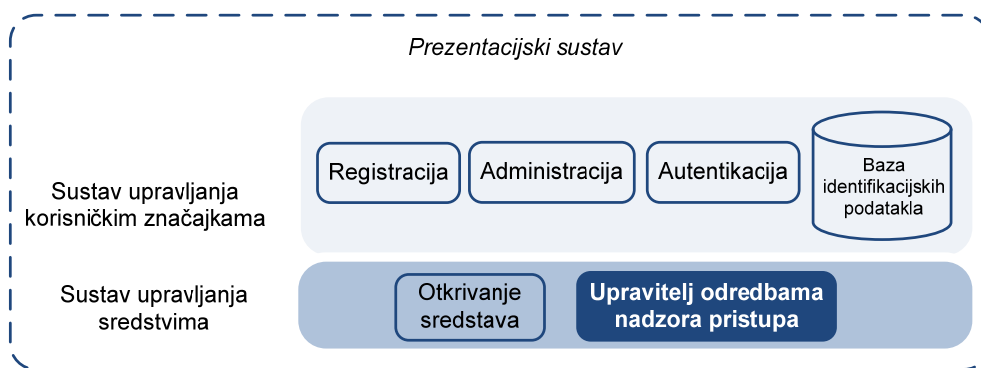 Prezentacijski sustav
Sustav upravljanja
korisničkim značajkama
Registracija
Administracija
Autentikacija
Baza
identifikacijskih
podatakla
Sustav upravljanja
sredstvima
Otkrivanje
sredstava
Upravitelj odredbama
nadzora pristupa